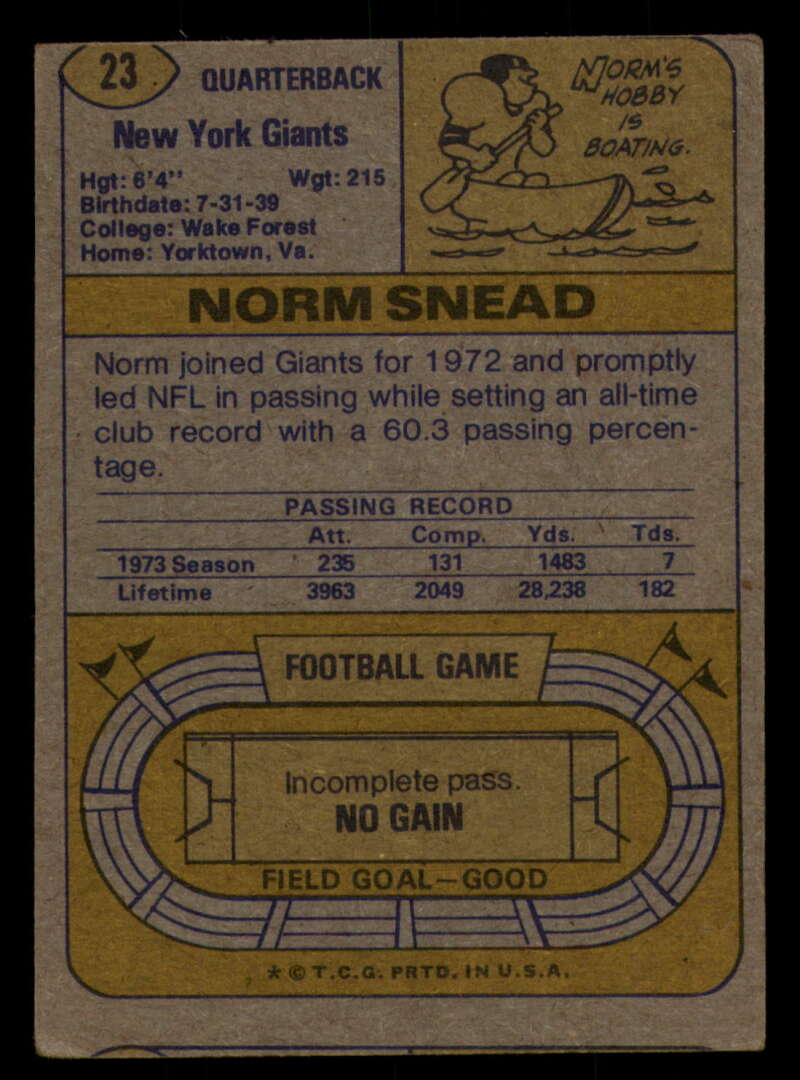 23
QUARTERBACK
New York Giants
Hgt: 6'4" Wgt: 215
Birthdate: 7-31-39
College: Wake Forest
Home: Yorktown, Va.
NORM'S
HOBBY
IS
BOATING.
NORM SNEAD
Norm joined Giants for 1972 and promptly
led NFL in passing while setting an all-time
club record with a 60.3 passing percen-
tage.
PASSING RECORD
Att. Comp. Yds. Tds.
1973 Season 235 131 1483 7
Lifetime 3963 2049 28,238 182
FOOTBALL GAME
Incomplete pass.
NO GAIN
FIELD GOAL—GOOD
* © T.C.G. PRTD. IN U.S.A.